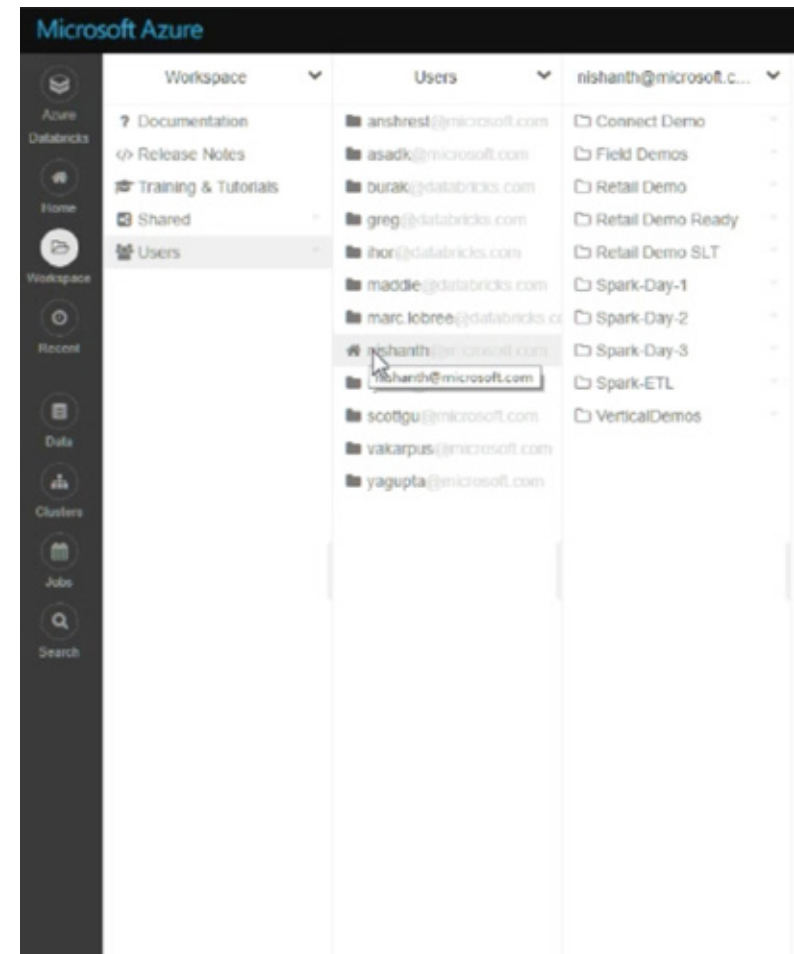 Microsoft Azure
Azure
Databricks
Home
Workspace
Recent
Data
Clusters
Jobs
Search
Workspace
? Documentation
</> Release Notes
Training & Tutorials
Shared
Users
Users
anshrest@microsoft.com
asadk@microsoft.com
burak@databricks.com
greg@databricks.com
ihor@databricks.com
maddie@databricks.com
marc.lobree@databricks.co
nishanth@microsoft.com
nishanth@microsoft.com
scottgu@microsoft.com
vakarpus@microsoft.com
yagupta@microsoft.com
nishanth@microsoft.c...
Connect Demo
Field Demos
Retail Demo
Retail Demo Ready
Retail Demo SLT
Spark-Day-1
Spark-Day-2
Spark-Day-3
Spark-ETL
VerticalDemos